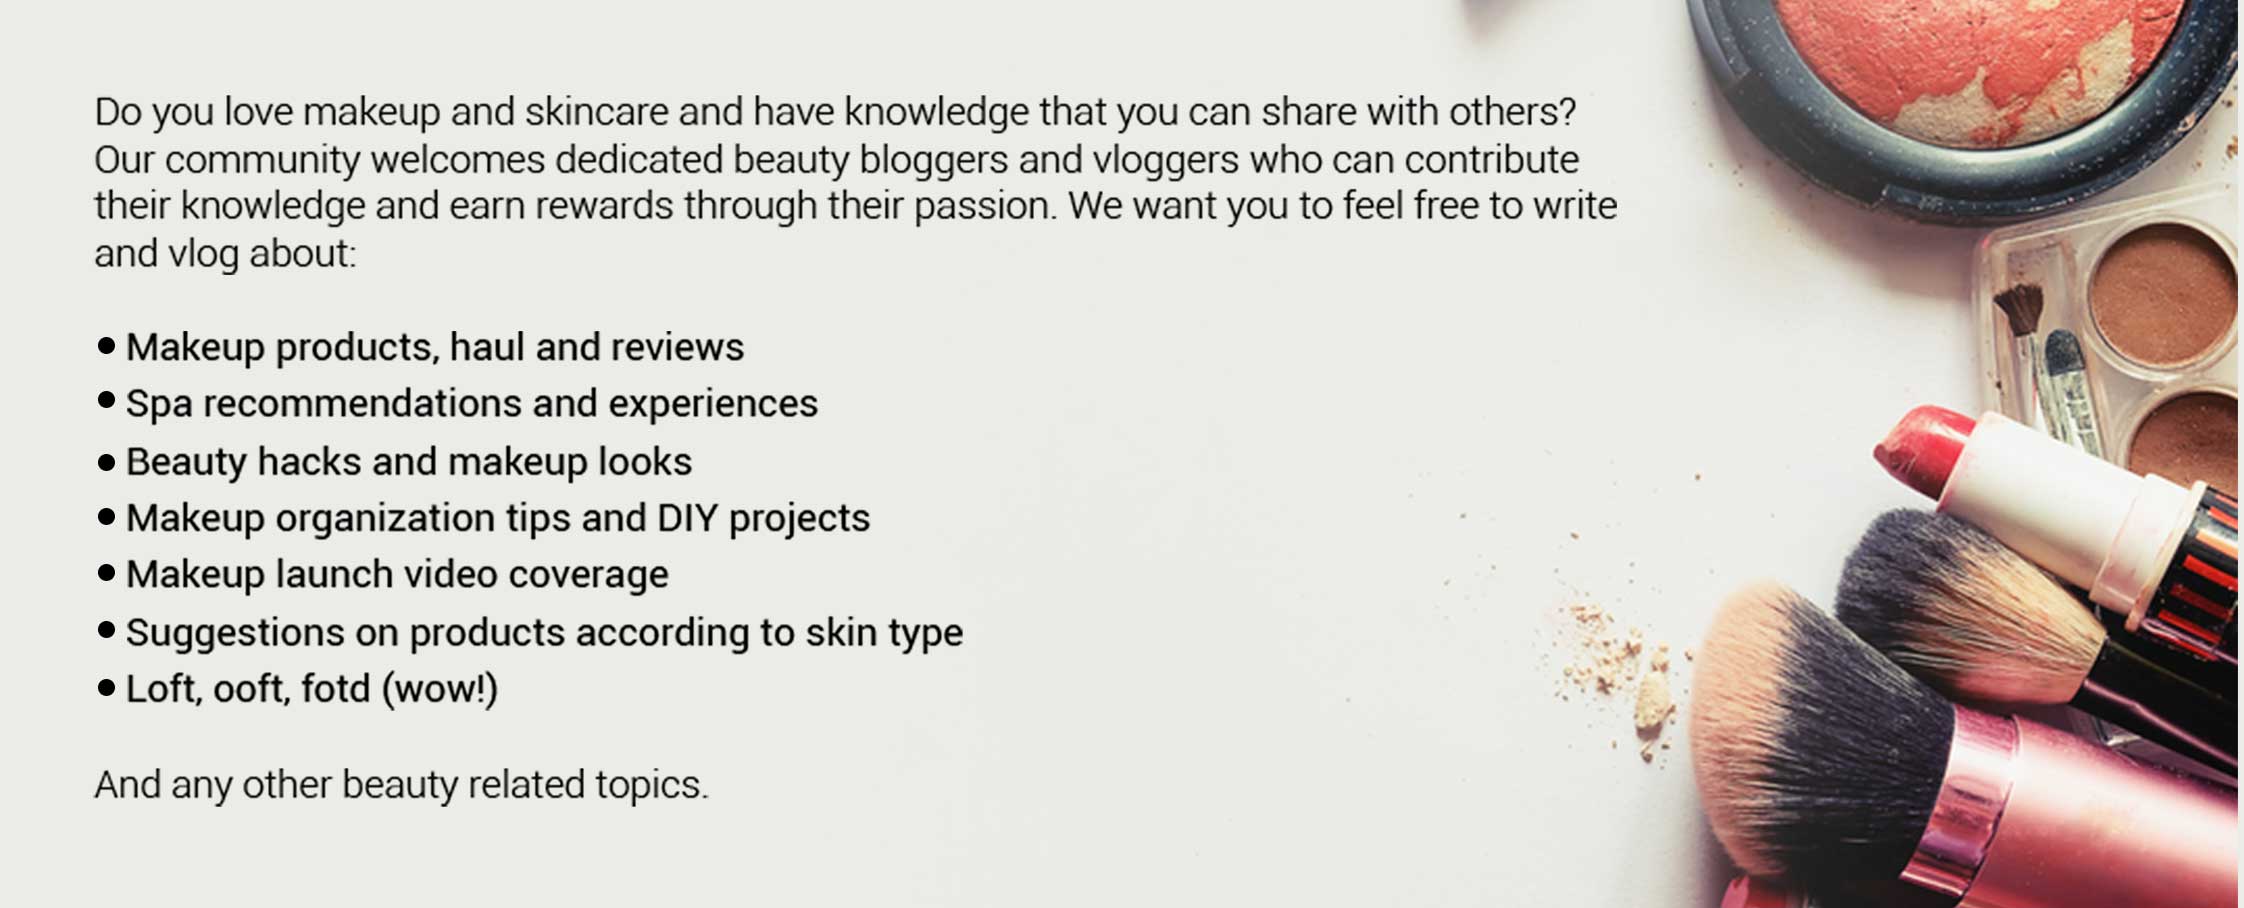 Do you love makeup and skincare and have knowledge that you can share with others?
Our community welcomes dedicated beauty bloggers and vloggers who can contribute
their knowledge and earn rewards through their passion. We want you to feel free to write
and vlog about:
• Makeup products, haul and reviews
• Spa recommendations and experiences
• Beauty hacks and makeup looks
• Makeup organization tips and DIY projects
• Makeup launch video coverage
• Suggestions on products according to skin type
• Loft, ooft, fotd (wow!)
And any other beauty related topics.